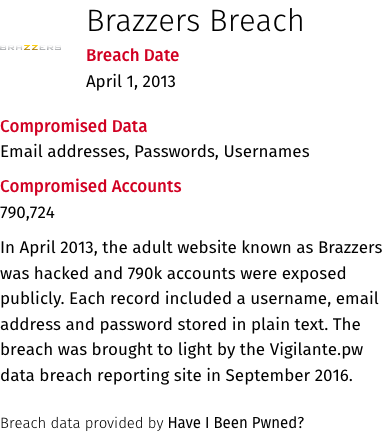 Brazzers Breach
BRAZZERS
Breach Date
April 1, 2013
Compromised Data
Email addresses, Passwords, Usernames
Compromised Accounts
790,724
In April 2013, the adult website known as Brazzers
was hacked and 790k accounts were exposed
publicly. Each record included a username, email
address and password stored in plain text. The
breach was brought to light by the Vigilante.pw
data breach reporting site in September 2016.
Breach data provided by Have I Been Pwned?